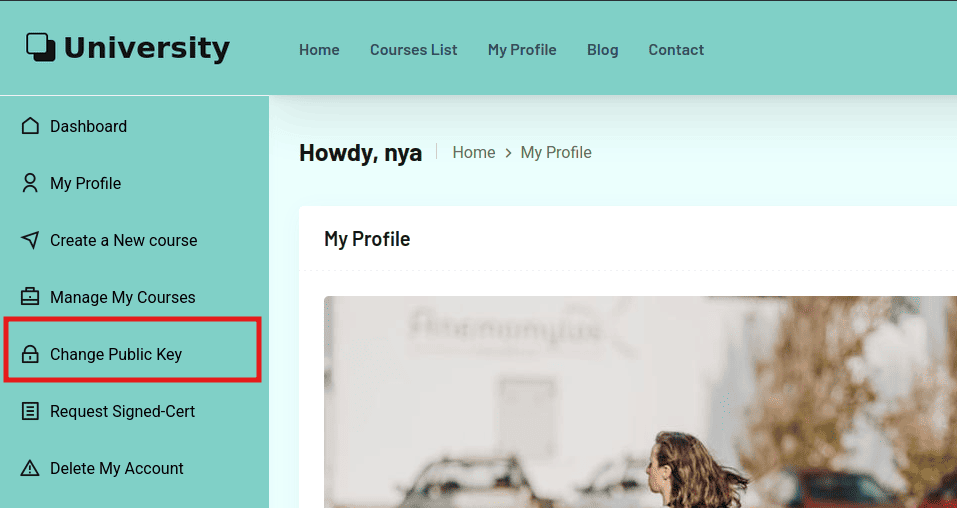 University
Home Courses List My Profile Blog Contact
Dashboard
My Profile
Create a New course
Manage My Courses
Change Public Key
Request Signed-Cert
Delete My Account
Howdy, nya Home > My Profile
My Profile